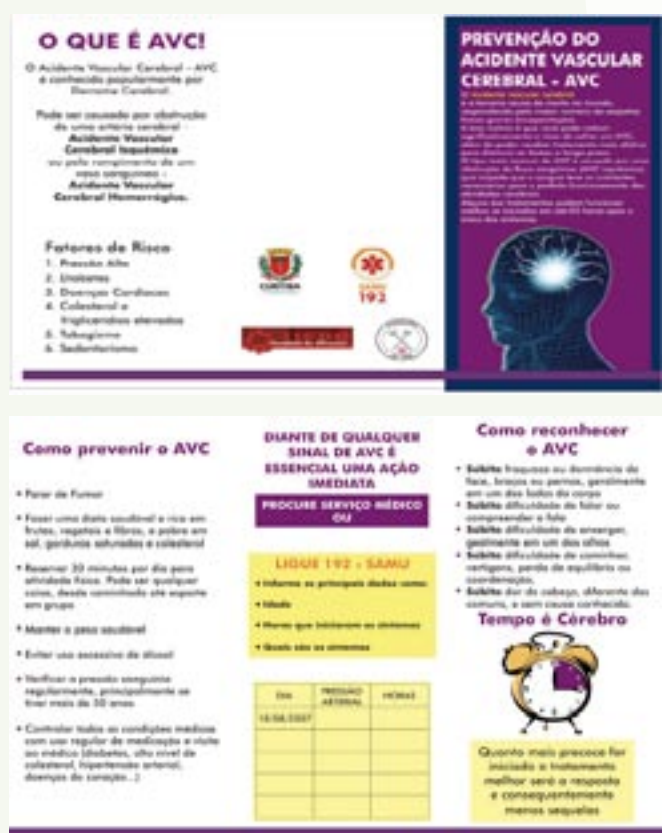 O QUE É AVC!
O Acidente Vascular Cerebral - AVC
é conhecido popularmente por
Derrame Cerebral.
Pode ser causado por obstrução
de uma artéria cerebral
Acidente Vascular
Cerebral Isquêmico
ou pelo rompimento de um
vaso sanguíneo -
Acidente Vascular
Cerebral Hemorrágico.
Fatores de Risco
1. Pressão Alta
2. Diabetes
3. Doenças Cardíacas
4. Colesterol e
triglicerídios elevados
5. Tabagismo
6. Sedentarismo
CURITIBA
SAMU
192
PREVENÇÃO DO
ACIDENTE VASCULAR
CEREBRAL - AVC
Como prevenir o AVC
• Parar de Fumar
• Fazer uma dieta saudável e rica em
frutas, vegetais e fibras, e pobre em
sal, gorduras saturadas e colesterol
• Reservar 30 minutos por dia para
atividade física. Pode ser qualquer
coisa, desde caminhada até esporte
em grupo
• Manter o peso saudável
• Evitar uso excessivo de álcool
• Verificar a pressão sanguínea
regularmente, principalmente se
tiver mais de 50 anos
• Controlar todas as condições médicas
com uso regular de medicação e visita
ao médico (diabetes, alto nível de
colesterol, hipertensão arterial,
doenças do coração...)
DIANTE DE QUALQUER
SINAL DE AVC É
ESSENCIAL UMA AÇÃO
IMEDIATA
PROCURE SERVIÇO MÉDICO
OU
LIGUE 192 - SAMU
• Informe os principais dados como:
• Idade
• Horas que iniciaram os sintomas
• Quais são os sintomas
DIA PRESSÃO ARTERIAL HORAS
Como reconhecer
o AVC
• Súbita fraqueza ou dormência da
face, braços ou pernas, geralmente
em um dos lados do corpo
• Súbita dificuldade de falar ou
compreender a fala
• Súbita dificuldade de enxergar,
geralmente em um dos olhos
• Súbita dificuldade de caminhar,
vertigens, perda de equilíbrio ou
coordenação.
• Súbita dor de cabeça, diferente das
comuns, e sem causa conhecida.
Tempo é Cérebro
Quanto mais precoce for
iniciado o tratamento
melhor será a resposta
e consequentemente
menos sequelas